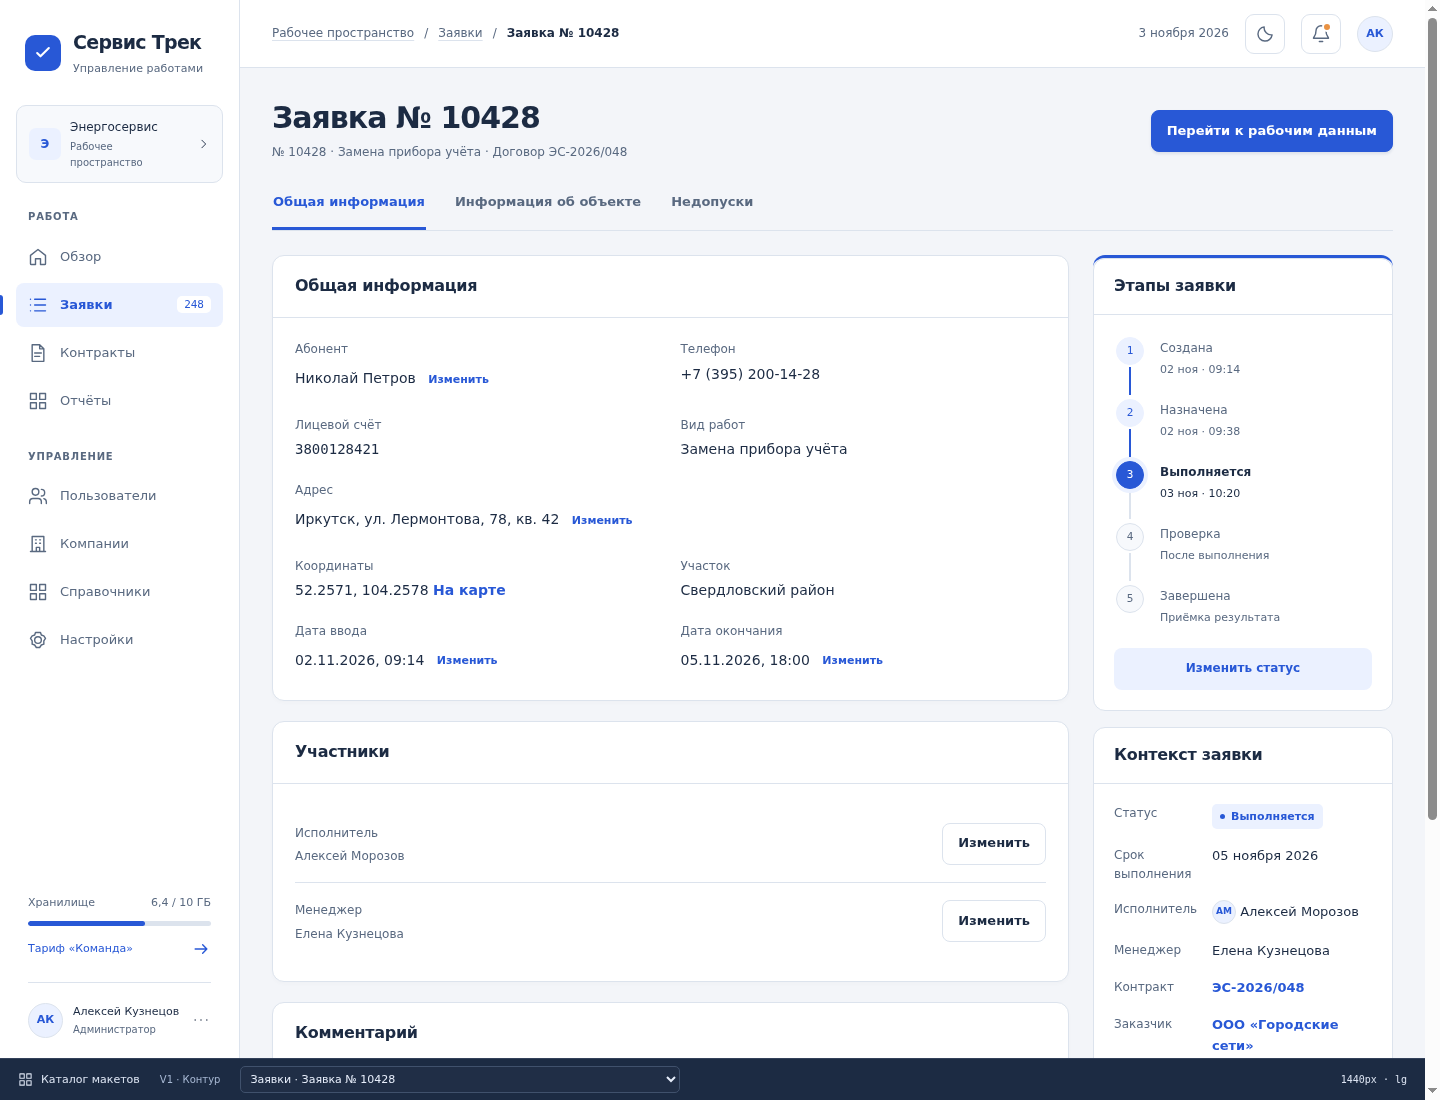 Сервис Трек
Управление работами
Э
Энергосервис
Рабочее
пространство
РАБОТА
Обзор
Заявки
248
Контракты
Отчёты
УПРАВЛЕНИЕ
Пользователи
Компании
Справочники
Настройки
Хранилище
6,4 / 10 ГБ
Тариф «Команда»
АК
Алексей Кузнецов
Администратор
...
Рабочее пространство / Заявки / Заявка № 10428
3 ноября 2026
АК
Заявка № 10428
№ 10428 · Замена прибора учёта · Договор ЭС-2026/048
Перейти к рабочим данным
Общая информация
Информация об объекте
Недопуски
Общая информация
Абонент
Николай Петров Изменить
Телефон
+7 (395) 200-14-28
Лицевой счёт
3800128421
Вид работ
Замена прибора учёта
Адрес
Иркутск, ул. Лермонтова, 78, кв. 42 Изменить
Координаты
52.2571, 104.2578 На карте
Участок
Свердловский район
Дата ввода
02.11.2026, 09:14 Изменить
Дата окончания
05.11.2026, 18:00 Изменить
Участники
Исполнитель
Алексей Морозов
Изменить
Менеджер
Елена Кузнецова
Изменить
Комментарий
Этапы заявки
1
Создана
02 ноя · 09:14
2
Назначена
02 ноя · 09:38
3
Выполняется
03 ноя · 10:20
4
Проверка
После выполнения
5
Завершена
Приёмка результата
Изменить статус
Контекст заявки
Статус
Выполняется
Срок
выполнения
05 ноября 2026
Исполнитель
АМ Алексей Морозов
Менеджер
Елена Кузнецова
Контракт
ЭС-2026/048
Заказчик
ООО «Городские
сети»
Каталог макетов
V1 · Контур
Заявки · Заявка № 10428
1440px · lg